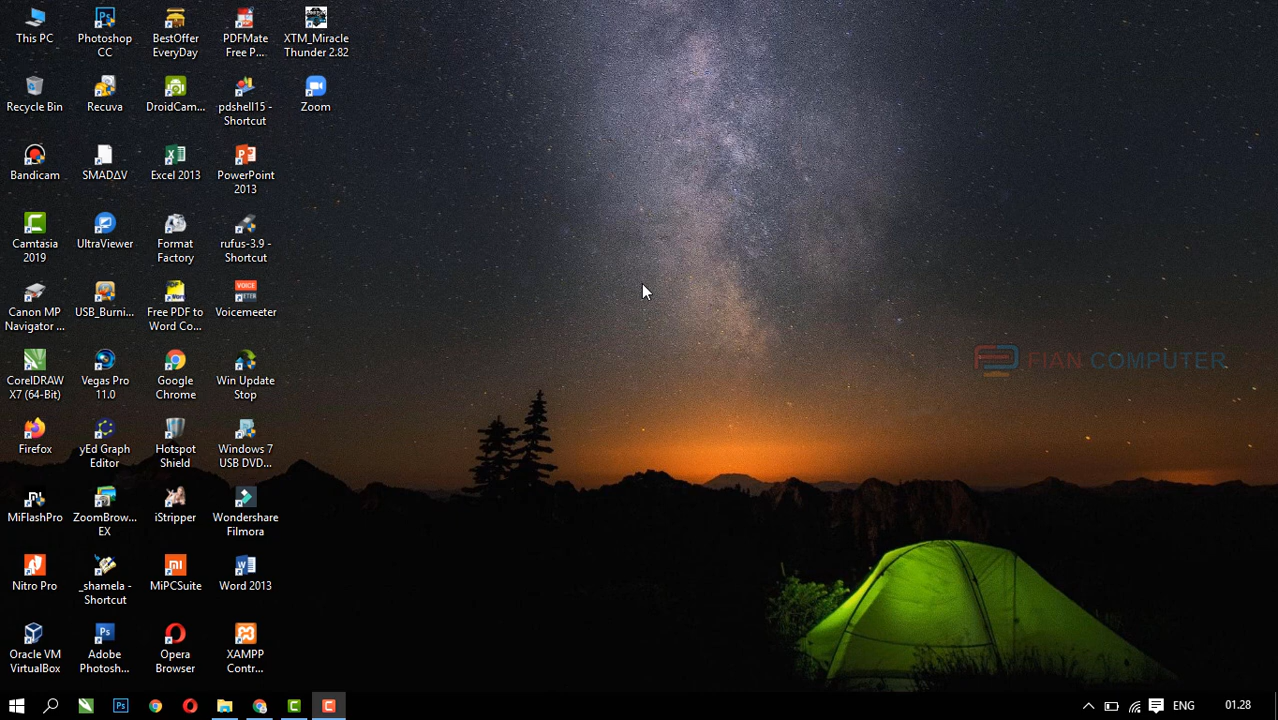 This PC
Photoshop
CC
BestOffer
EveryDay
PDFMate
Free P...
XTM_Miracle
Thunder 2.82
Recycle Bin
Recuva
DroidCam...
pdshell15 -
Shortcut
Zoom
Bandicam
SMADΔV
Excel 2013
PowerPoint
2013
Camtasia
2019
UltraViewer
Format
Factory
rufus-3.9 -
Shortcut
Canon MP
Navigator ...
USB_Burni...
Free PDF to
Word Co...
Voicemeeter
CorelDRAW
X7 (64-Bit)
Vegas Pro
11.0
Google
Chrome
Win Update
Stop
FIAN COMPUTER
Firefox
yEd Graph
Editor
Hotspot
Shield
Windows 7
USB DVD...
MiFlashPro
ZoomBrow...
EX
iStripper
Wondershare
Filmora
Nitro Pro
_shamela -
Shortcut
MiPCSuite
Word 2013
Oracle VM
VirtualBox
Adobe
Photosh...
Opera
Browser
XAMPP
Contr...
ENG
01.28